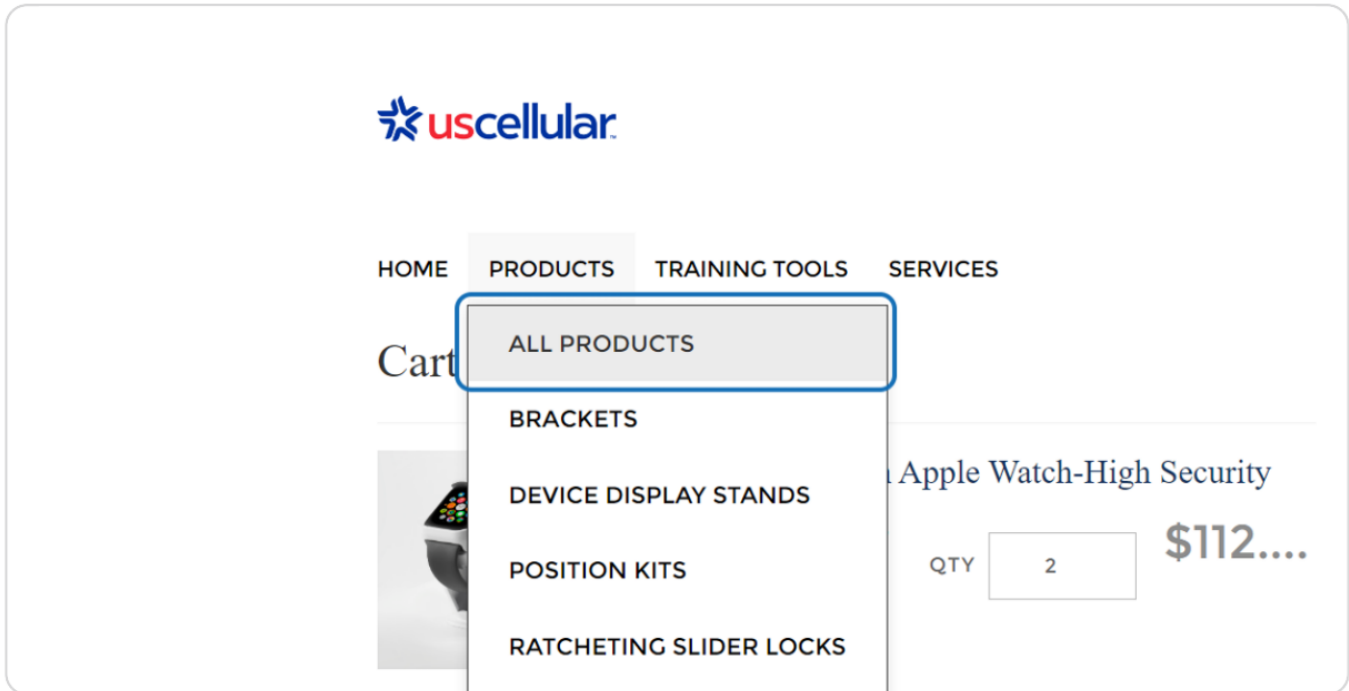 uscellular™
HOME PRODUCTS TRAINING TOOLS SERVICES
ALL PRODUCTS
Cart
BRACKETS
Apple Watch-High Security
DEVICE DISPLAY STANDS
QTY 2 $112....
POSITION KITS
RATCHETING SLIDER LOCKS